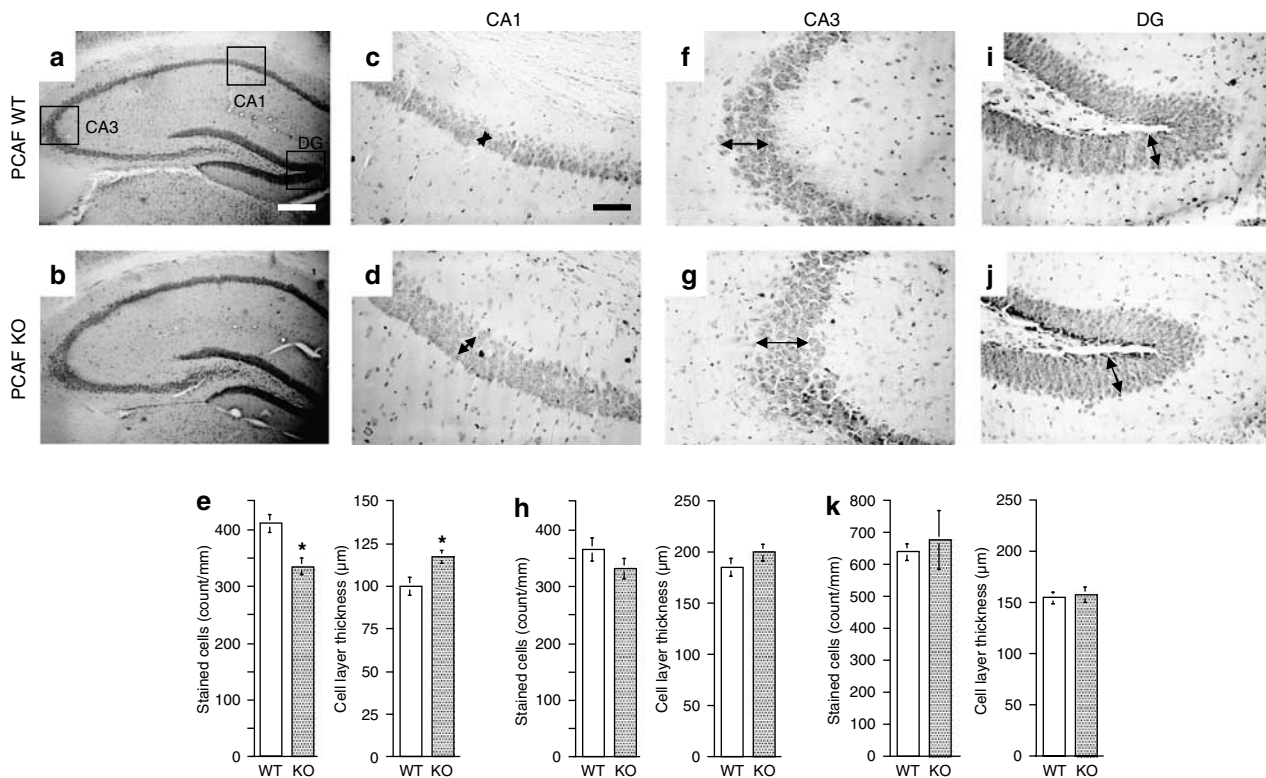 CA1
CA3
DG
PCAF WT
a
CA1
CA3
DG
c
f
i
PCAF KO
b
d
g
j
e
Stained cells (count/mm)
400
300
400
100
0
WT KO
Cell layer thickness (μm)
150
125
*
100
75
25
0
WT KO
*
h
Stained cells (count/mm)
400
300
400
100
0
WT KO
Cell layer thickness (μm)
250
200
150
100
50
0
WT KO
k
Stained cells (count/mm)
800
700
600
500
400
300
200
100
0
WT KO
Cell layer thickness (μm)
250
200
150
100
50
0
WT KO